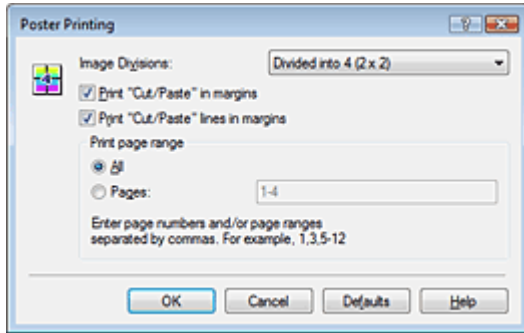 Poster Printing
Image Divisions: Divided into 4 (2 x 2)
Print "Cut/Paste" in margins
Print "Cut/Paste" lines in margins
Print page range
All
Pages: 1-4
Enter page numbers and/or page ranges
separated by commas. For example, 1,3,5-12
OK Cancel Defaults Help